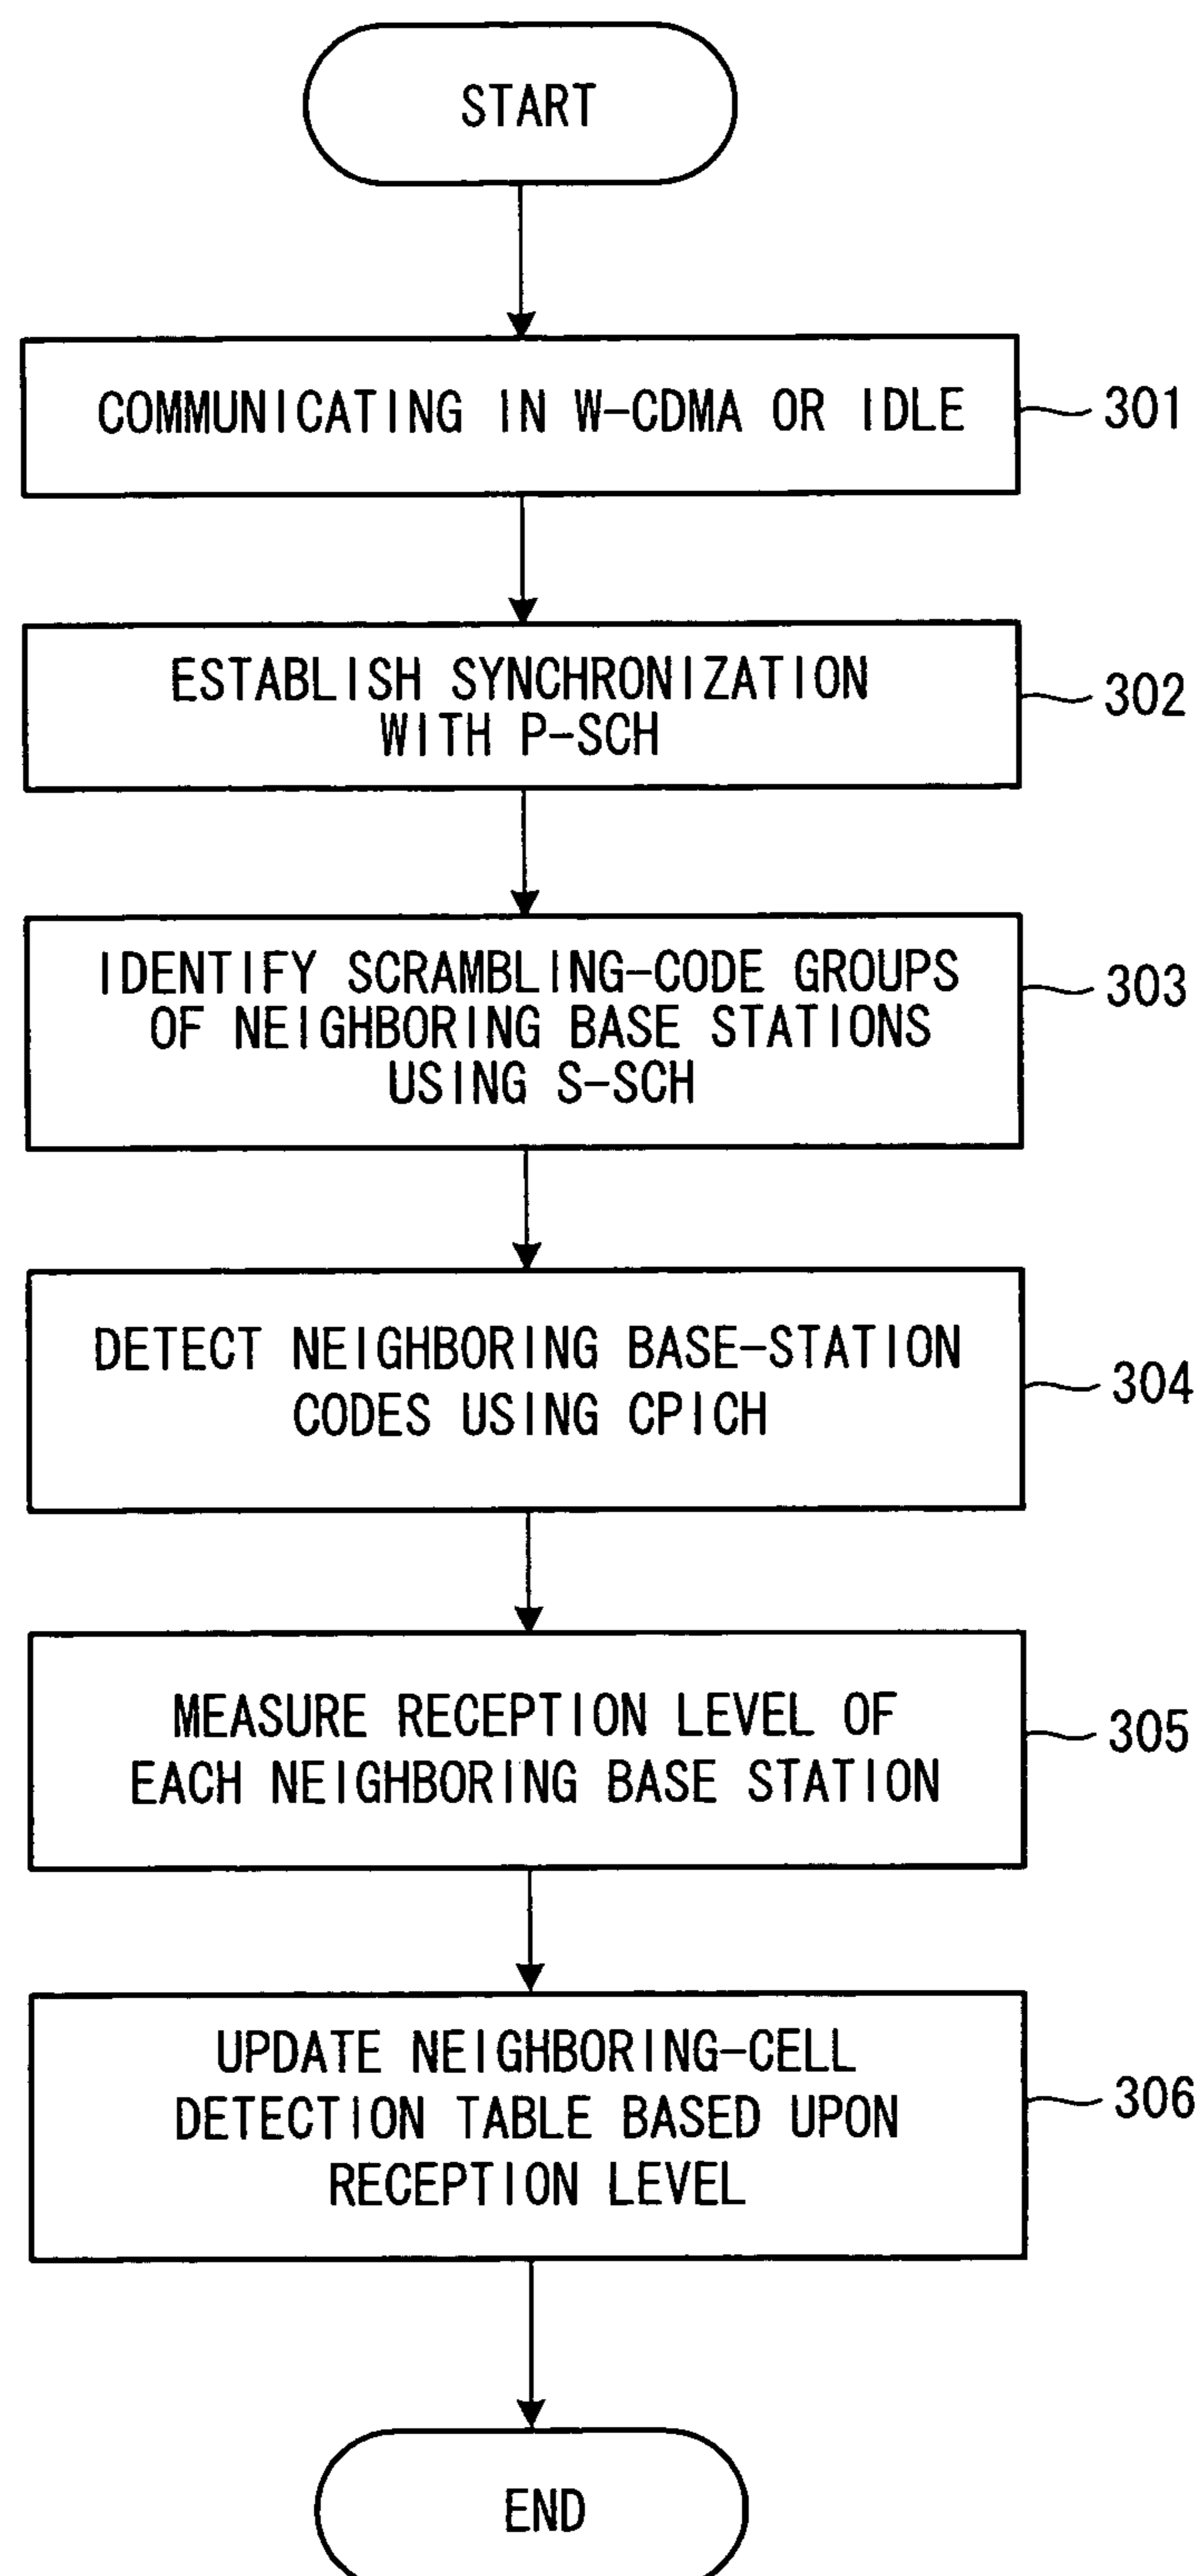 START
COMMUNICATING IN W-CDMA OR IDLE
301
ESTABLISH SYNCHRONIZATION
WITH P-SCH
302
IDENTIFY SCRAMBLING-CODE GROUPS
OF NEIGHBORING BASE STATIONS
USING S-SCH
303
DETECT NEIGHBORING BASE-STATION
CODES USING CPICH
304
MEASURE RECEPTION LEVEL OF
EACH NEIGHBORING BASE STATION
305
UPDATE NEIGHBORING-CELL
DETECTION TABLE BASED UPON
RECEPTION LEVEL
306
END